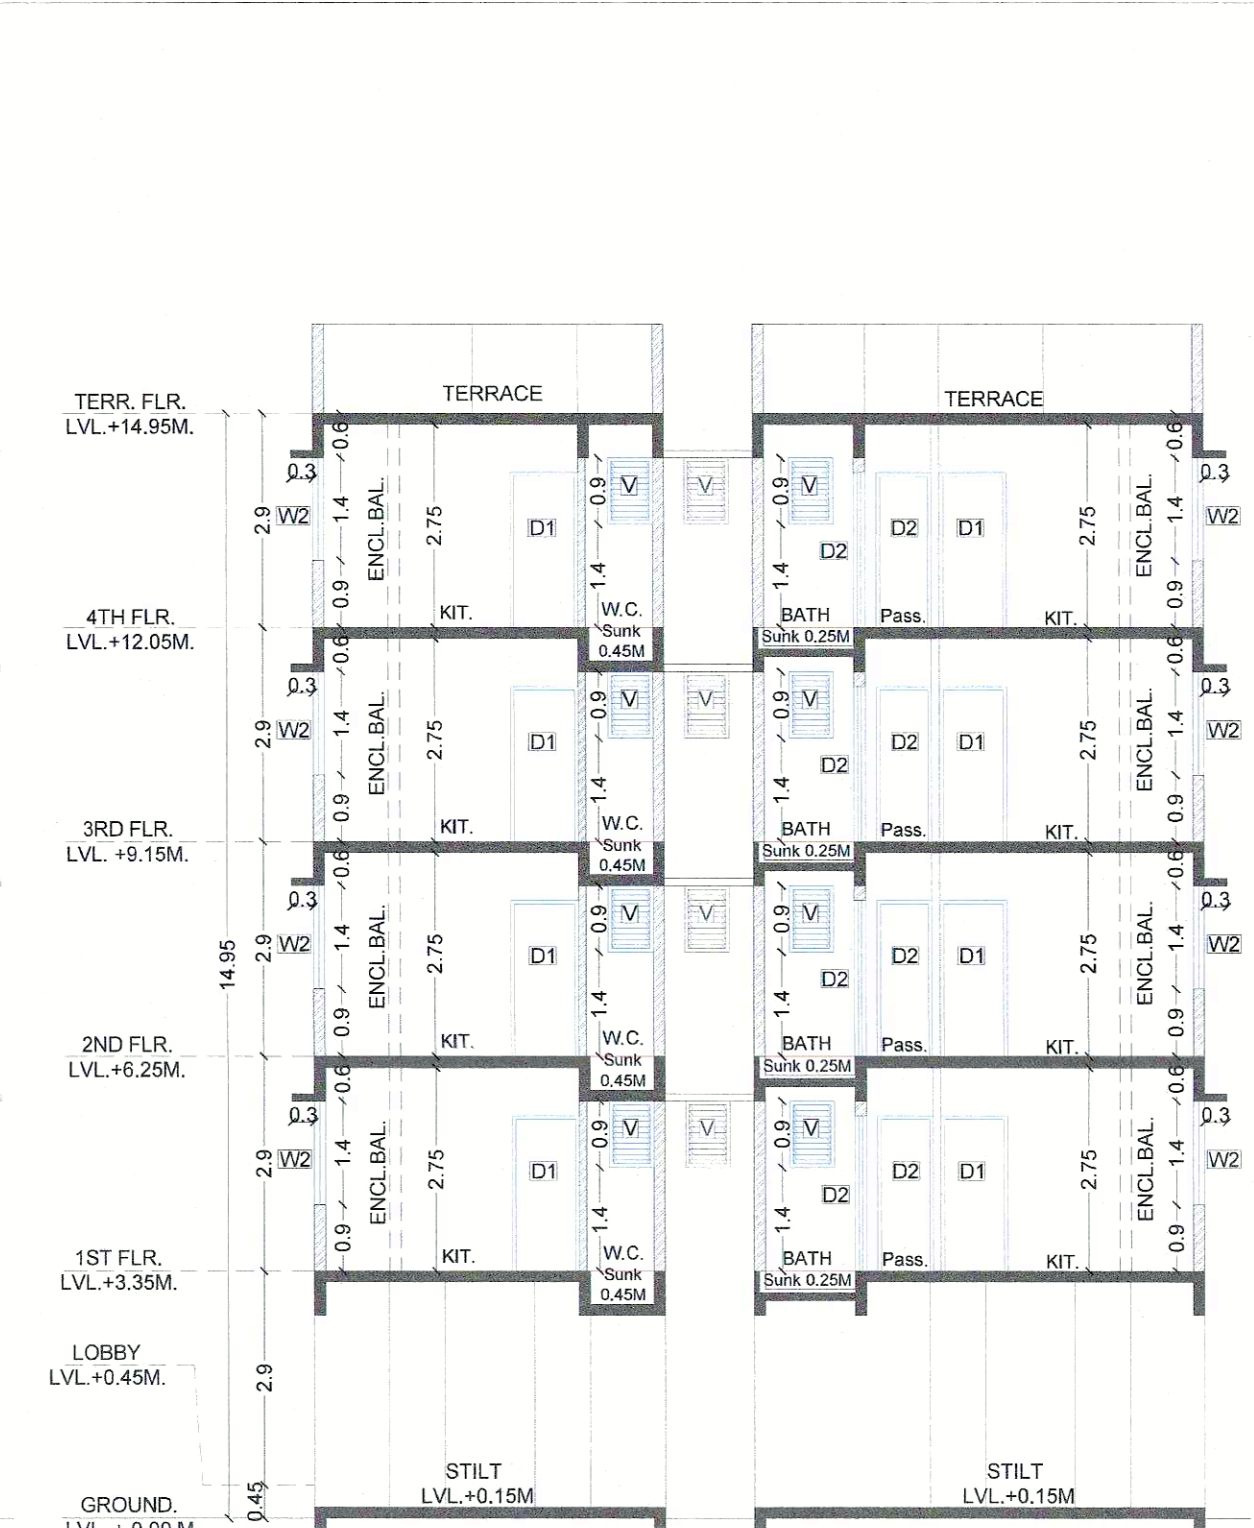 TERRACE
TERRACE
TERR. FLR.
LVL.+14.95M.
0.6
0.6
0.3
0.3
W2
W2
2.9
1.4
0.9
ENCL.BAL.
2.75
D1
0.9
V
V
0.9
V
1.4
1.4
D2
D2
D1
2.75
ENCL.BAL.
1.4
0.9
4TH FLR.
LVL.+12.05M.
KIT.
W.C.
Sunk
0.45M
BATH
Sunk 0.25M
Pass.
KIT.
0.6
0.6
0.3
0.3
W2
W2
2.9
1.4
0.9
ENCL.BAL.
2.75
D1
0.9
V
V
0.9
V
1.4
1.4
D2
D2
D1
2.75
ENCL.BAL.
1.4
0.9
3RD FLR.
LVL. +9.15M.
KIT.
W.C.
Sunk
0.45M
BATH
Sunk 0.25M
Pass.
KIT.
0.6
0.6
0.3
0.3
W2
W2
14.95
2.9
1.4
0.9
ENCL.BAL.
2.75
D1
0.9
V
V
0.9
V
1.4
1.4
D2
D2
D1
2.75
ENCL.BAL.
1.4
0.9
2ND FLR.
LVL.+6.25M.
KIT.
W.C.
Sunk
0.45M
BATH
Sunk 0.25M
Pass.
KIT.
0.6
0.6
0.3
0.3
W2
W2
2.9
1.4
0.9
ENCL.BAL.
2.75
D1
0.9
V
V
0.9
V
1.4
1.4
D2
D2
D1
2.75
ENCL.BAL.
1.4
0.9
1ST FLR.
LVL.+3.35M.
KIT.
W.C.
Sunk
0.45M
BATH
Sunk 0.25M
Pass.
KIT.
LOBBY
LVL.+0.45M.
2.9
STILT
LVL.+0.15M
STILT
LVL.+0.15M
0.45
GROUND.